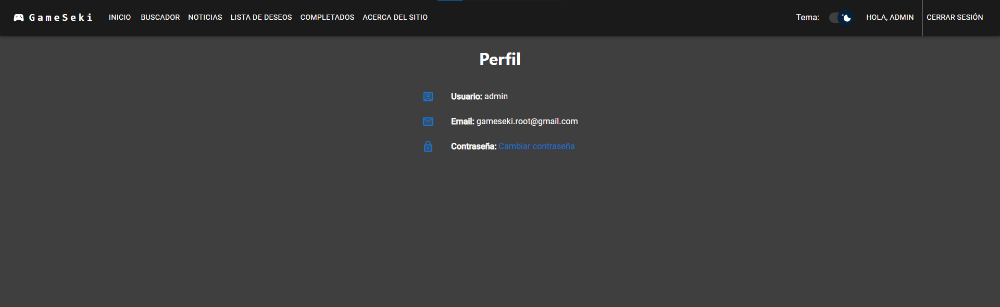 GameSeki INICIO BUSCADOR NOTICIAS LISTA DE DESEOS COMPLETADOS ACERCA DEL SITIO Tema: HOLA, ADMIN CERRAR SESIÓN
Perfil
Usuario: admin
Email: gameseki.root@gmail.com
Contraseña: Cambiar contraseña